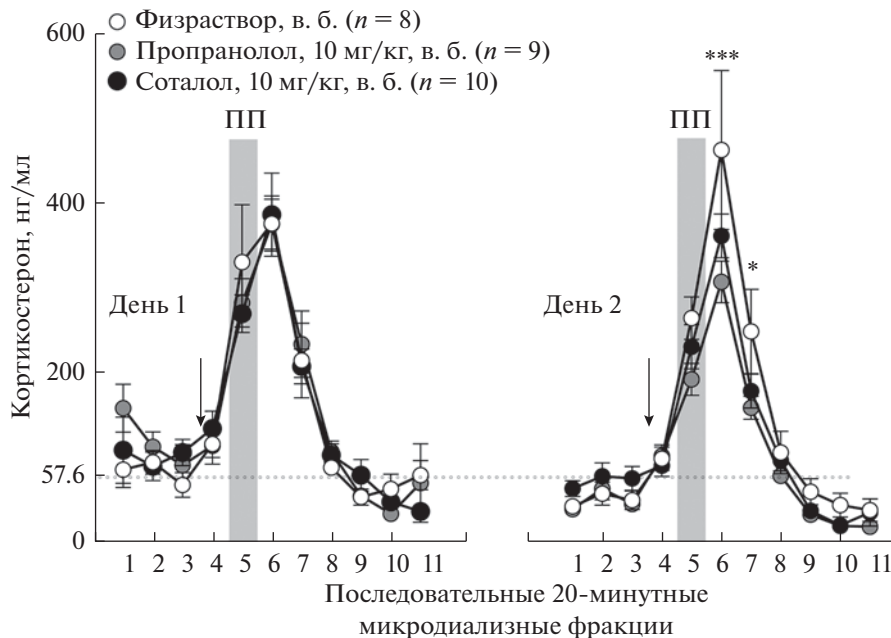 Физраствор, в. б. (n = 8)
Пропранолол, 10 мг/кг, в. б. (n = 9)
Соталол, 10 мг/кг, в. б. (n = 10)
Кортикостерон, нг/мл
600
400
200
57.6
0
ПП
День 1
1 2 3 4 5 6 7 8 9 10 11
***
ПП
*
День 2
1 2 3 4 5 6 7 8 9 10 11
Последовательные 20-минутные
микродиализные фракции